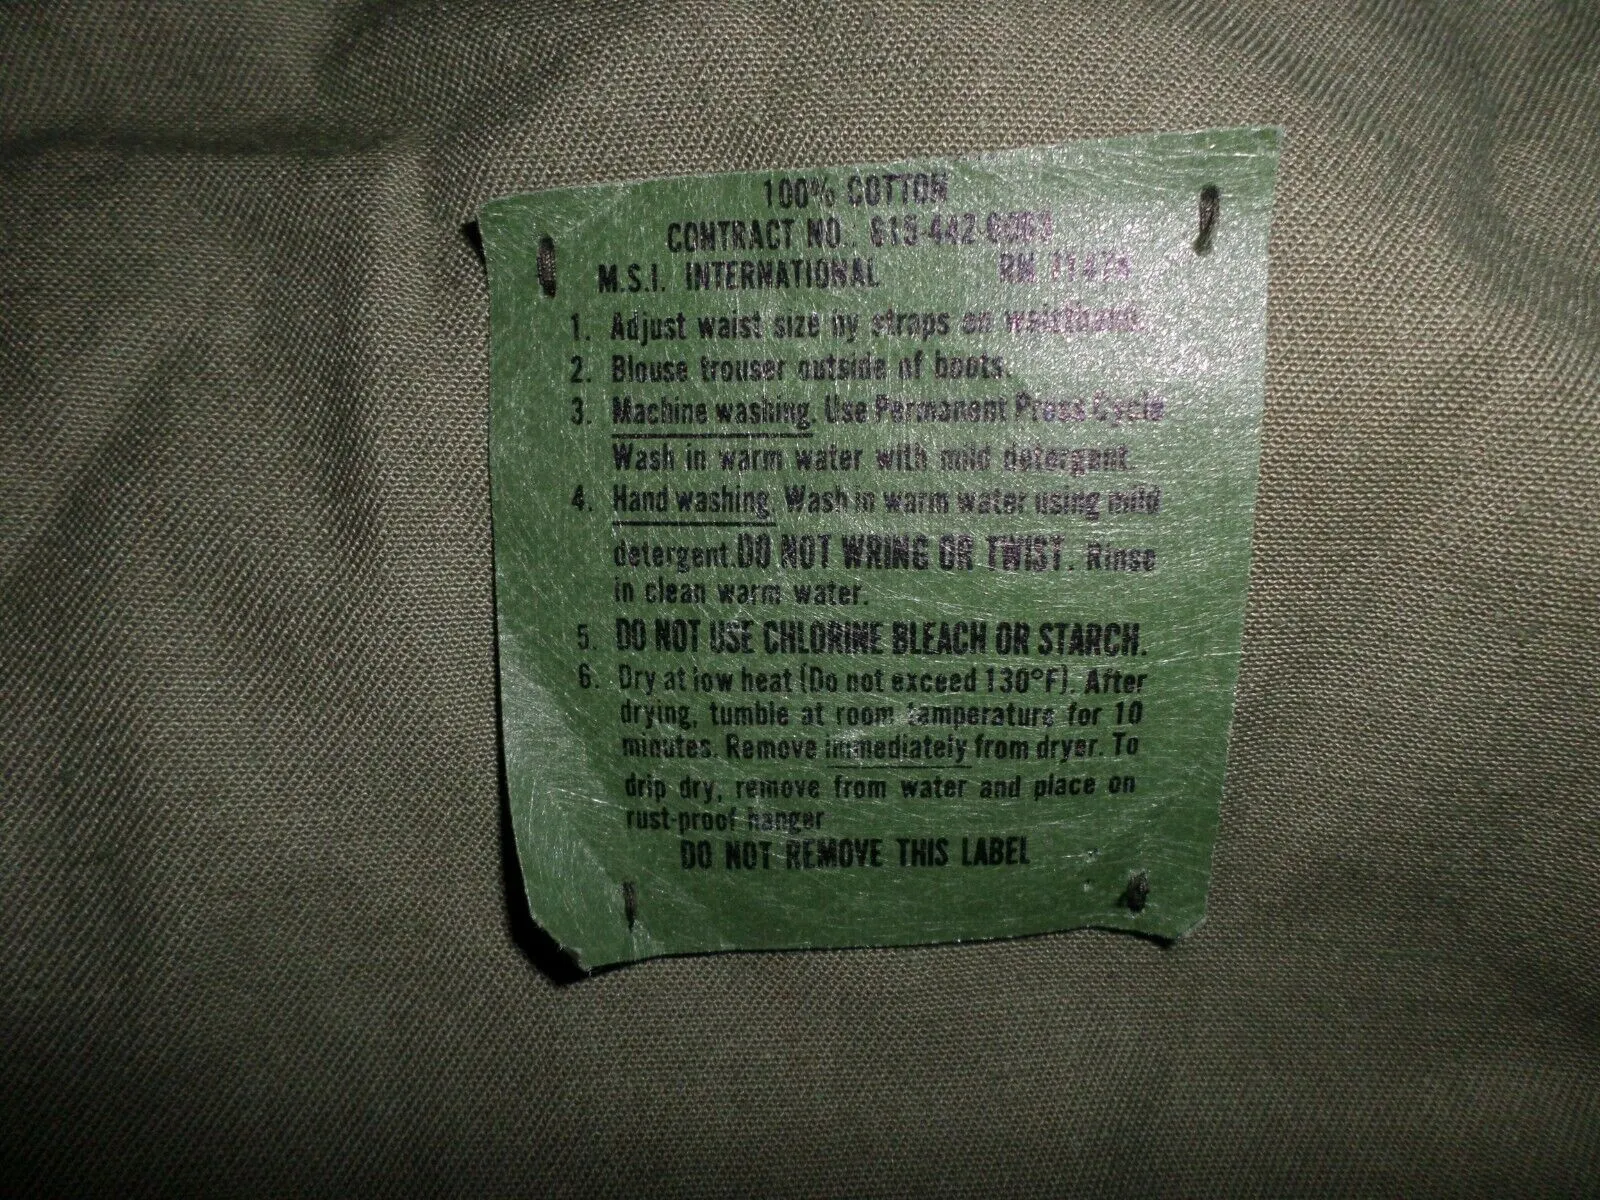 100% COTTON
CONTRACT NO.: 615-442-
M.S.I. INTERNATIONAL RN 71474
1. Adjust waist size by straps on waistband.
2. Blouse trouser outside of boots.
3. Machine washing. Use Permanent Press Cycle
Wash in warm water with mild detergent.
4. Hand washing. Wash in warm water using mild
detergent. DO NOT WRING OR TWIST. Rinse
in clean warm water.
5. DO NOT USE CHLORINE BLEACH OR STARCH.
6. Dry at low heat (Do not exceed 130°F). After
drying, tumble at room temperature for 10
minutes. Remove immediately from dryer. To
drip dry, remove from water and place on
rust-proof hanger
DO NOT REMOVE THIS LABEL